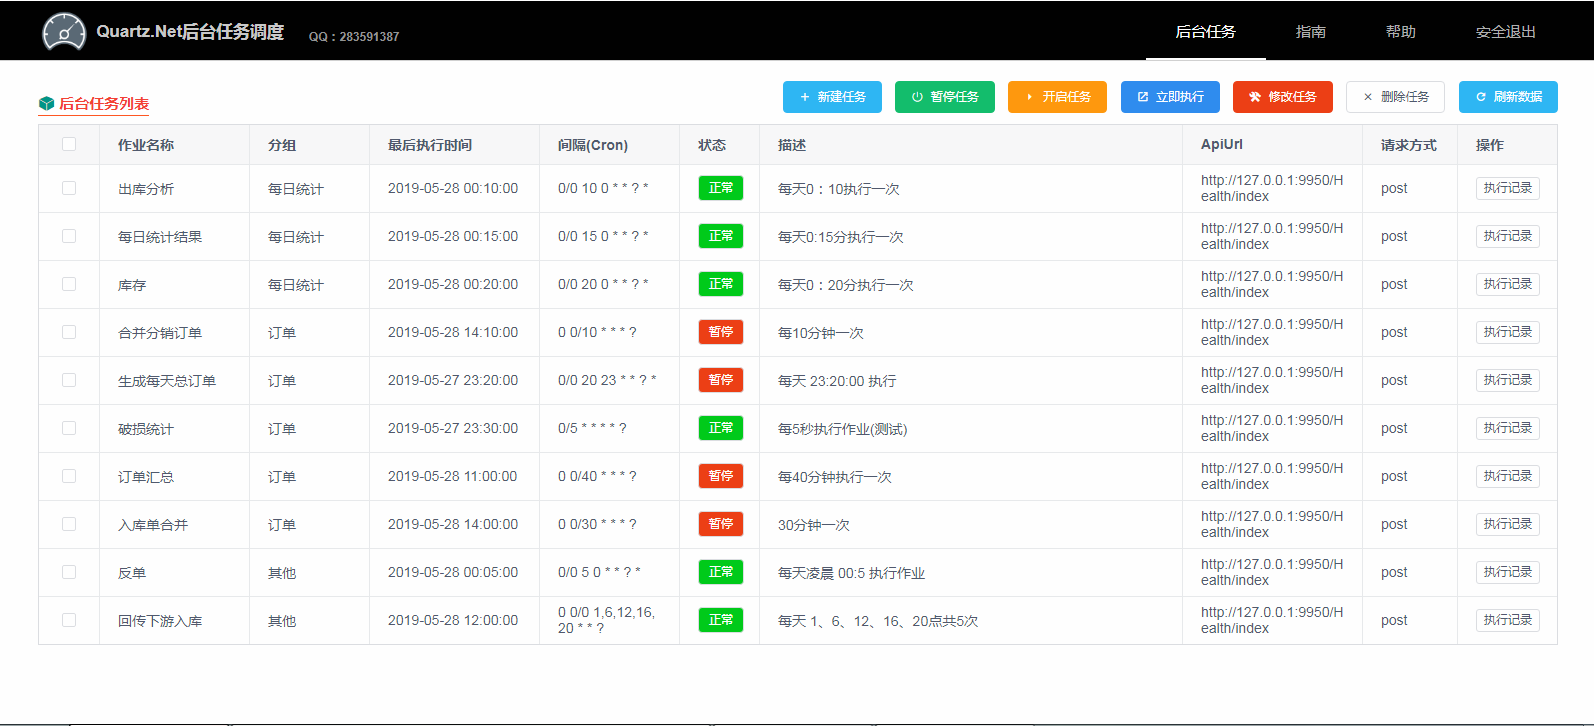 Quartz.Net后台任务调度 QQ：283591387 后台任务 指南 帮助 安全退出
后台任务列表 新建任务 暂停任务 开启任务 立即执行 修改任务 删除任务 刷新数据
作业名称 分组 最后执行时间 间隔(Cron) 状态 描述 ApiUrl 请求方式 操作
出库分析 每日统计 2019-05-28 00:10:00 0/0 10 0 * * ? * 正常 每天0：10执行一次 http://127.0.0.1:9950/H
ealth/index post 执行记录
每日统计结果 每日统计 2019-05-28 00:15:00 0/0 15 0 * * ? * 正常 每天0:15分执行一次 http://127.0.0.1:9950/H
ealth/index post 执行记录
库存 每日统计 2019-05-28 00:20:00 0/0 20 0 * * ? * 正常 每天0：20分执行一次 http://127.0.0.1:9950/H
ealth/index post 执行记录
合并分销订单 订单 2019-05-28 14:10:00 0 0/10 * * * ? 暂停 每10分钟一次 http://127.0.0.1:9950/H
ealth/index post 执行记录
生成每天总订单 订单 2019-05-27 23:20:00 0/0 20 23 * * ? * 暂停 每天 23:20:00 执行 http://127.0.0.1:9950/H
ealth/index post 执行记录
破损统计 订单 2019-05-27 23:30:00 0/5 * * * * ? 正常 每5秒执行作业(测试) http://127.0.0.1:9950/H
ealth/index post 执行记录
订单汇总 订单 2019-05-28 11:00:00 0 0/40 * * * ? 暂停 每40分钟执行一次 http://127.0.0.1:9950/H
ealth/index post 执行记录
入库单合并 订单 2019-05-28 14:00:00 0 0/30 * * * ? 暂停 30分钟一次 http://127.0.0.1:9950/H
ealth/index post 执行记录
反单 其他 2019-05-28 00:05:00 0/0 5 0 * * ? * 正常 每天凌晨 00:5 执行作业 http://127.0.0.1:9950/H
ealth/index post 执行记录
回传下游入库 其他 2019-05-28 12:00:00 0 0/0 1,6,12,16,
20 * * ? 正常 每天 1、6、12、16、20点共5次 http://127.0.0.1:9950/H
ealth/index post 执行记录